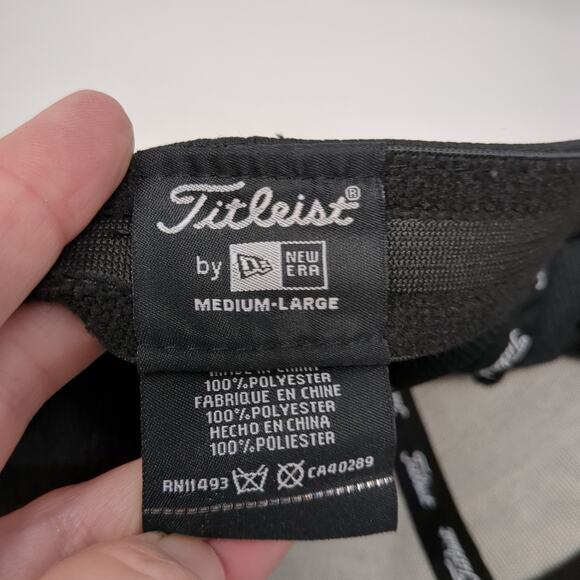 Titleist®
by NEW ERA
MEDIUM-LARGE
MADE IN CHINA
100%POLYESTER
FABRIQUE EN CHINE
100%POLYESTER
HECHO EN CHINA
100%POLIESTER
RN11493 CA40289
Titleist